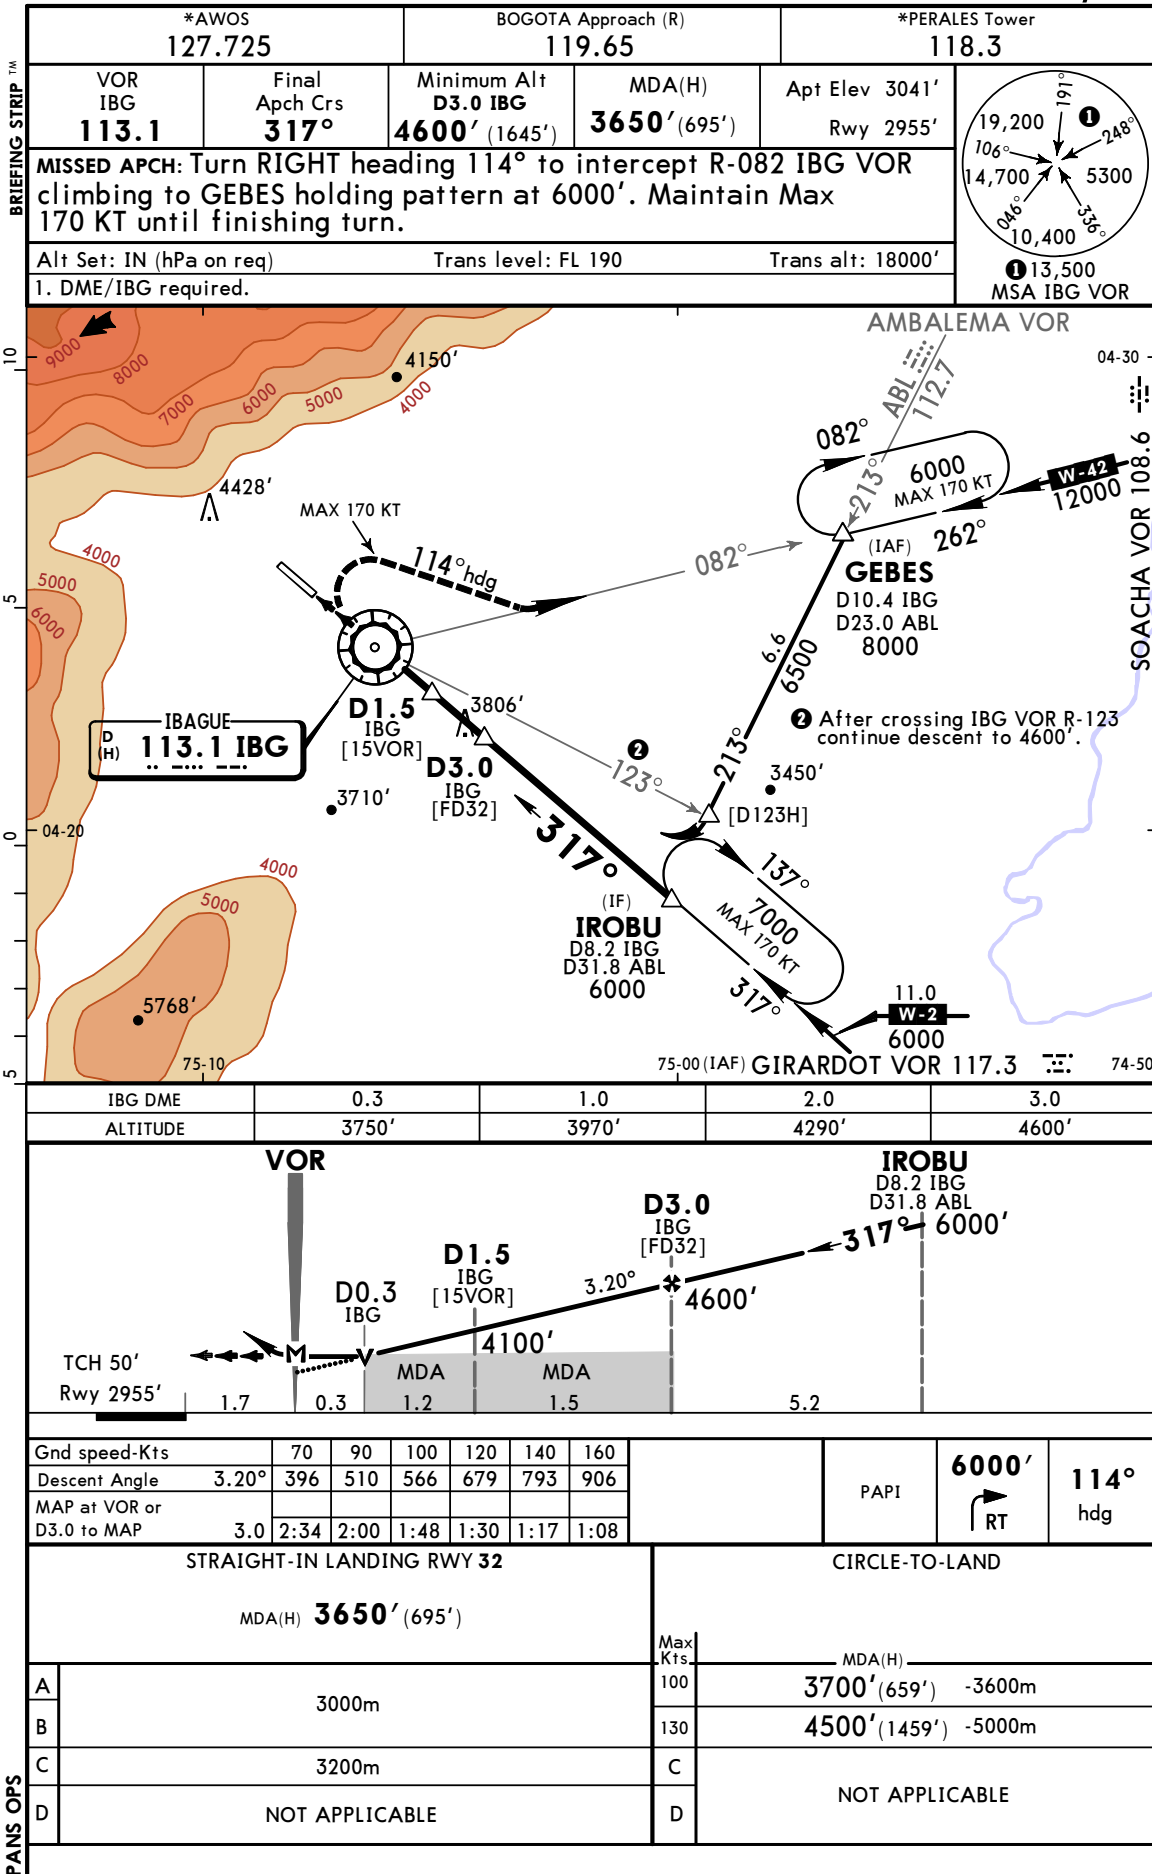 *AWOS
127.725
BOGOTA Approach (R)
119.65
*PERALES Tower
118.3
BRIEFING STRIP TM
VOR
IBG
113.1
Final
Apch Crs
317°
Minimum Alt
D3.0 IBG
4600' (1645')
MDA(H)
3650' (695')
Apt Elev 3041'
Rwy 2955'
MISSED APCH: Turn RIGHT heading 114° to intercept R-082 IBG VOR
climbing to GEBES holding pattern at 6000'. Maintain Max
170 KT until finishing turn.
Alt Set: IN (hPa on req)
Trans level: FL 190
Trans alt: 18000'
1. DME/IBG required.
191°
1
248°
19,200
106°
14,700
5300
046°
336°
10,400
1 13,500
MSA IBG VOR
AMBALEMA VOR
ABL
112.7
04-30
10
9000
8000
7000
6000
5000
4000
4150'
4428'
SOACHA VOR 108.6
082°
6000
MAX 170 KT
213°
W-42
12000
262°
MAX 170 KT
114° hdg
082°
(IAF)
GEBES
D10.4 IBG
D23.0 ABL
8000
4000
5000
6000
5
6.6
6500
213°
IBAGUE
D
(H)
113.1 IBG
D1.5
IBG
[15VOR]
3806'
D3.0
IBG
[FD32]
2
123°
2 After crossing IBG VOR R-123
continue descent to 4600'.
3450'
[D123H]
3710'
0
04-20
317°
137°
7000
MAX 170 KT
(IF)
IROBU
D8.2 IBG
D31.8 ABL
6000
317°
4000
5000
5768'
11.0
W-2
6000
5
75-10
75-00
(IAF) GIRARDOT VOR 117.3
74-50
IBG DME 0.3 1.0 2.0 3.0
ALTITUDE 3750' 3970' 4290' 4600'
VOR
IROBU
D8.2 IBG
D31.8 ABL
6000'
317°
D3.0
IBG
[FD32]
4600'
3.20°
D1.5
IBG
[15VOR]
4100'
D0.3
IBG
M
V
TCH 50'
Rwy 2955'
MDA
MDA
1.7
0.3
1.2
1.5
5.2
Gnd speed-Kts 70 90 100 120 140 160
Descent Angle 3.20° 396 510 566 679 793 906
MAP at VOR or
D3.0 to MAP 3.0 2:34 2:00 1:48 1:30 1:17 1:08
PAPI
6000'
RT
114°
hdg
STRAIGHT-IN LANDING RWY 32
MDA(H) 3650' (695')
CIRCLE-TO-LAND
Max
Kts
MDA(H)
A
B
3000m
C
3200m
D
NOT APPLICABLE
100 3700' (659') -3600m
130 4500' (1459') -5000m
C
D
NOT APPLICABLE
PANS OPS